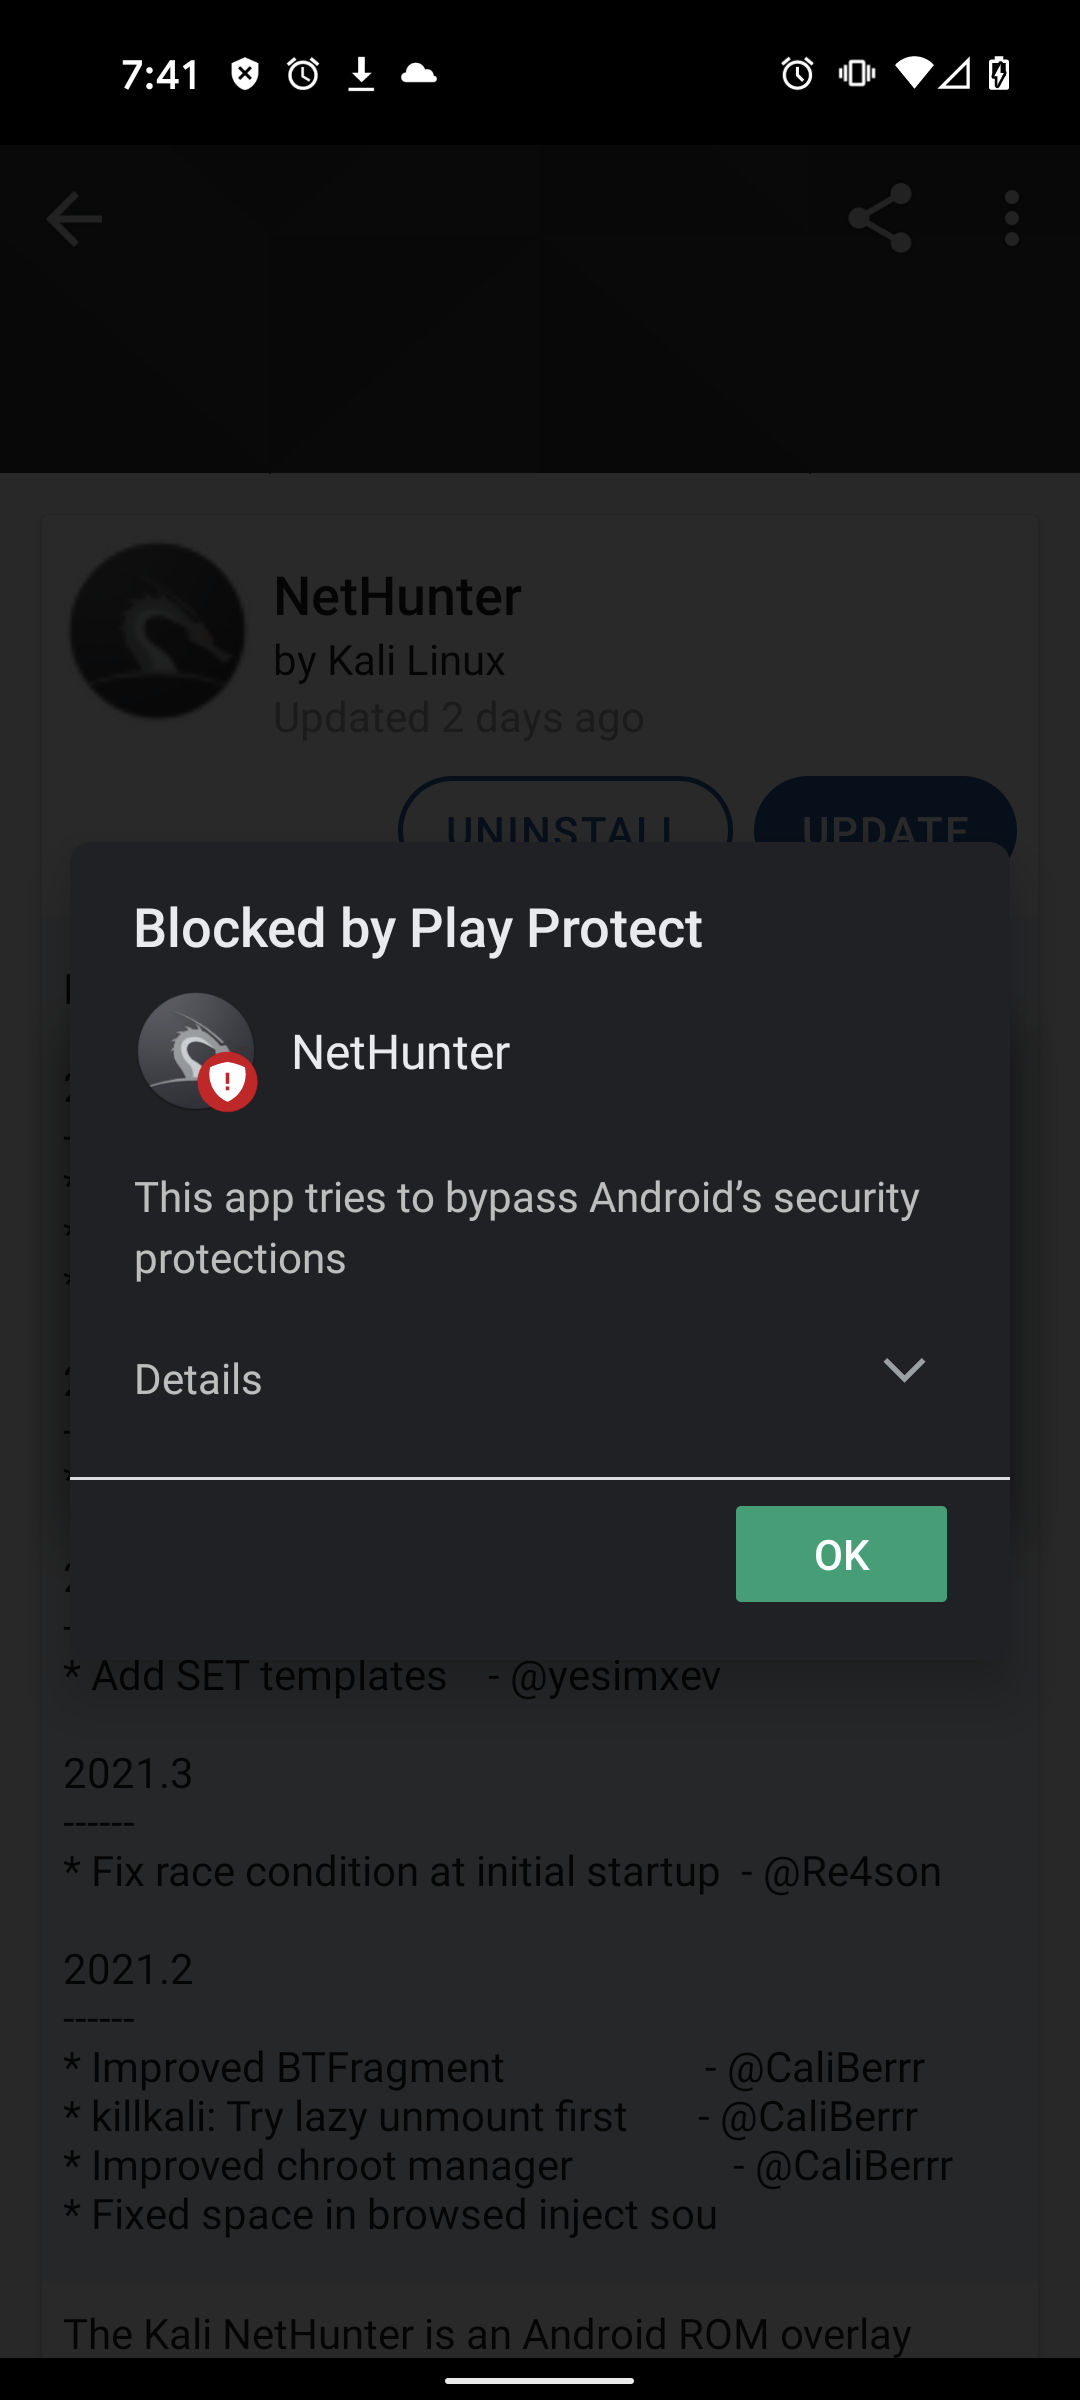 7:41
NetHunter
by Kali Linux
Updated 2 days ago
UNINSTALL
UPDATE
Blocked by Play Protect
NetHunter
This app tries to bypass Android’s security
protections
Details
OK
* Add SET templates - @yesimxev
2021.3
------
* Fix race condition at initial startup - @Re4son
2021.2
------
* Improved BTFragment - @CaliBerrr
* killkali: Try lazy unmount first - @CaliBerrr
* Improved chroot manager - @CaliBerrr
* Fixed space in browsed inject sou
The Kali NetHunter is an Android ROM overlay